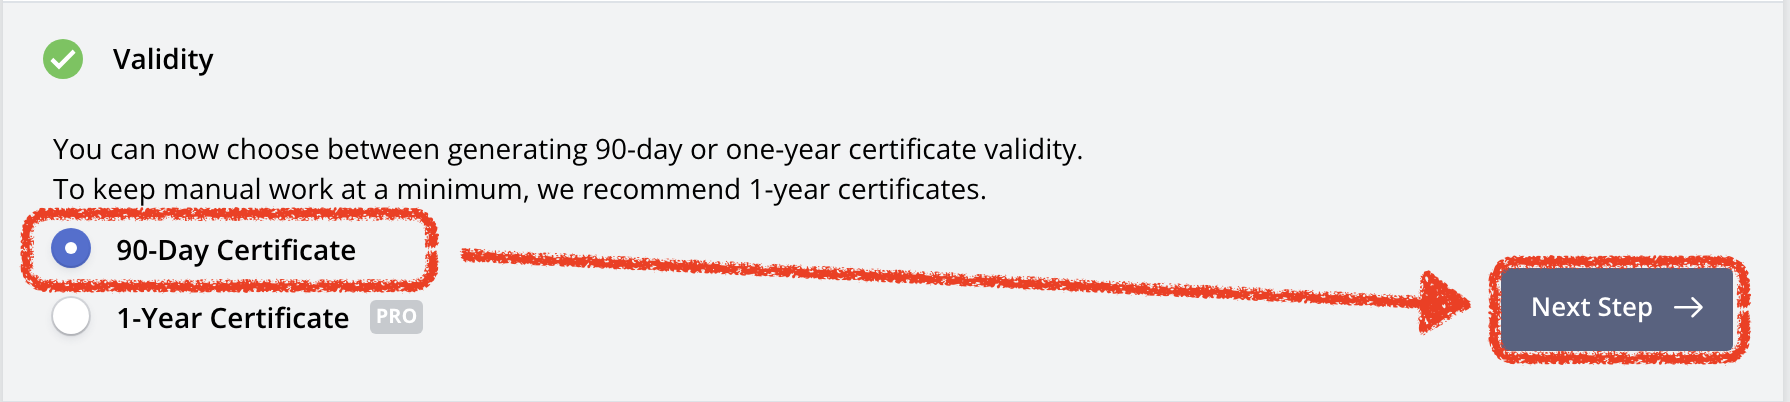 Validity
You can now choose between generating 90-day or one-year certificate validity.
To keep manual work at a minimum, we recommend 1-year certificates.
90-Day Certificate
1-Year Certificate PRO
Next Step